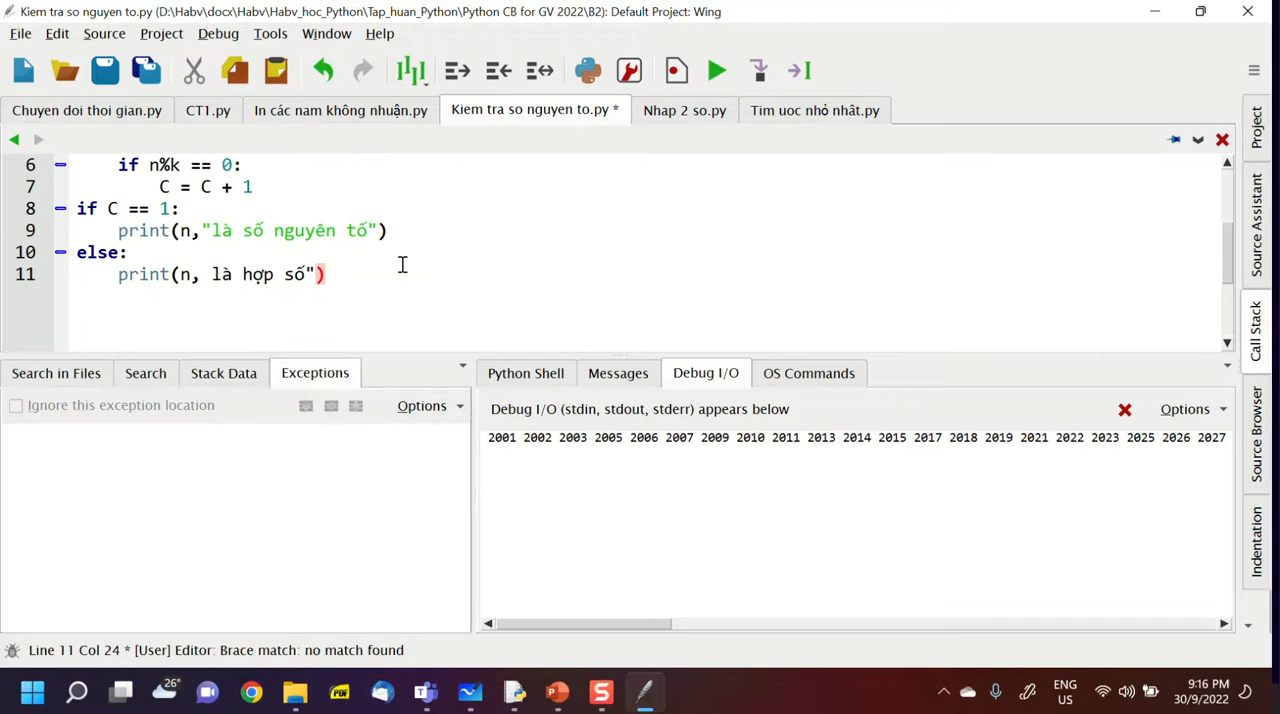 Kiem tra so nguyen to.py (D:\Habv\docx\Habv\Habv_hoc_Python\Tap_huan_Python\Python CB for GV 2022\B2): Default Project: Wing
File Edit Source Project Debug Tools Window Help
Chuyen doi thoi gian.py CT1.py In các nam không nhuận.py Kiem tra so nguyen to.py * Nhap 2 so.py Tim uoc nhỏ nhât.py
6 if n%k == 0:
7 C = C + 1
8 if C == 1:
9 print(n,"là số nguyên tố")
10 else:
11 print(n, là hợp số")
Project
Source Assistant
Call Stack
Source Browser
Indentation
Search in Files Search Stack Data Exceptions
Ignore this exception location Options
Python Shell Messages Debug I/O OS Commands
Debug I/O (stdin, stdout, stderr) appears below Options
2001 2002 2003 2005 2006 2007 2009 2010 2011 2013 2014 2015 2017 2018 2019 2021 2022 2023 2025 2026 2027
Line 11 Col 24 * [User] Editor: Brace match: no match found
26°
PDF
ENG
US
9:16 PM
30/9/2022